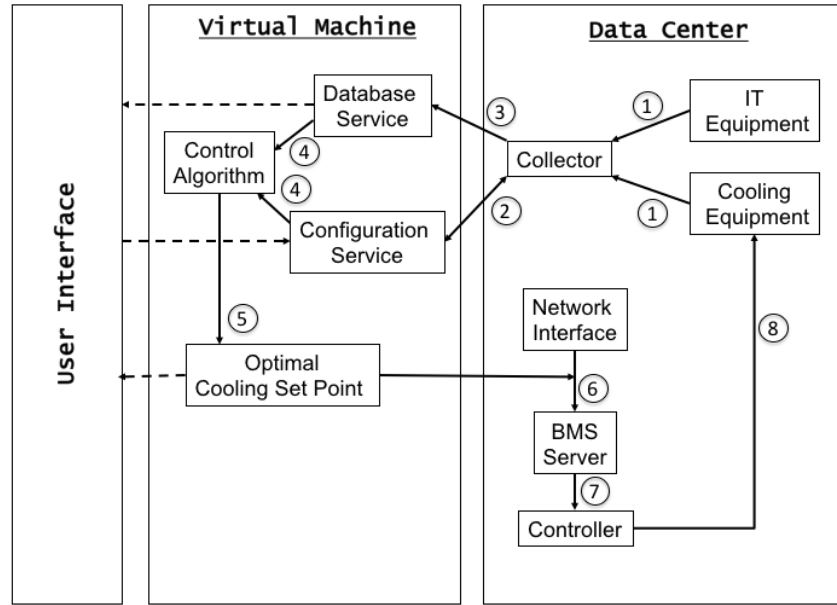 Virtual Machine
Data Center
User Interface
Database
Service
Control
Algorithm
Configuration
Service
Optimal
Cooling Set Point
IT
Equipment
Collector
Cooling
Equipment
Network
Interface
BMS
Server
Controller
1
1
2
3
4
4
5
6
7
8